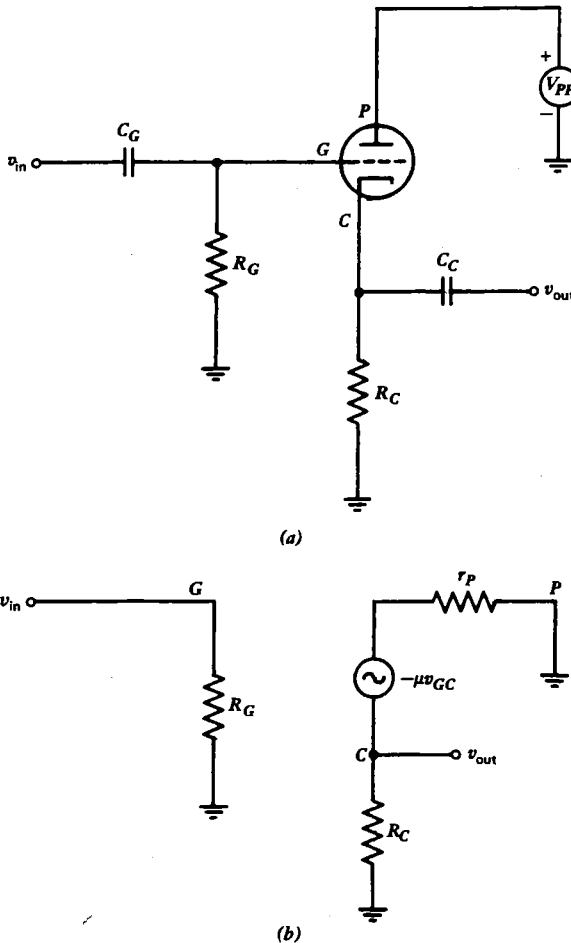 P
+
V_PP
−
C_G
G
v_in
C
R_G
C_C
v_out
R_C
(a)
v_in
G
r_P
P
−μv_GC
R_G
C
v_out
R_C
(b)